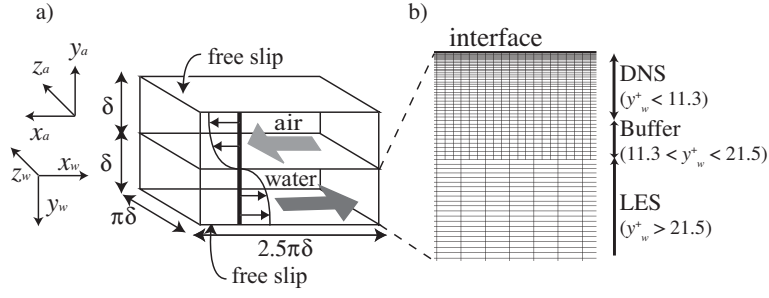 a)
b)
free slip
interface
y_a
z_a
x_a
δ
air
DNS
(y⁺_w < 11.3)
Buffer
(11.3 < y⁺_w < 21.5)
z_w
x_w
y_w
δ
water
LES
(y⁺_w > 21.5)
πδ
2.5πδ
free slip